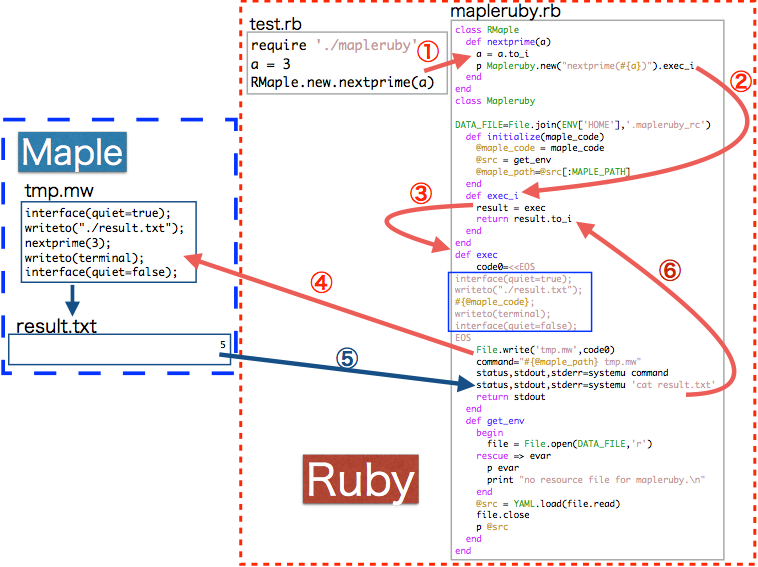 test.rb
require './mapleruby'
a = 3
RMaple.new.nextprime(a)
①
mapleruby.rb
class RMaple
def nextprime(a)
a = a.to_i
p Mapleruby.new("nextprime(#{a})").exec_i
end
end
class Mapleruby
DATA_FILE=File.join(ENV['HOME'],'.mapleruby_rc')
def initialize(maple_code)
@maple_code = maple_code
@src = get_env
@maple_path=@src[:MAPLE_PATH]
end
def exec_i
result = exec
return result.to_i
end
end
def exec
code0=<<EOS
interface(quiet=true);
writeto("./result.txt");
#{@maple_code};
writeto(terminal);
interface(quiet=false);
EOS
File.write('tmp.mw',code0)
command="#{@maple_path} tmp.mw"
status,stdout,stderr=systemu command
status,stdout,stderr=systemu 'cat result.txt'
return stdout
end
def get_env
begin
file = File.open(DATA_FILE,'r')
rescue => evar
p evar
print "no resource file for mapleruby.\n"
end
@src = YAML.load(file.read)
file.close
p @src
end
end
②
③
④
⑤
⑥
Maple
tmp.mw
interface(quiet=true);
writeto("./result.txt");
nextprime(3);
writeto(terminal);
interface(quiet=false);
result.txt
5
Ruby